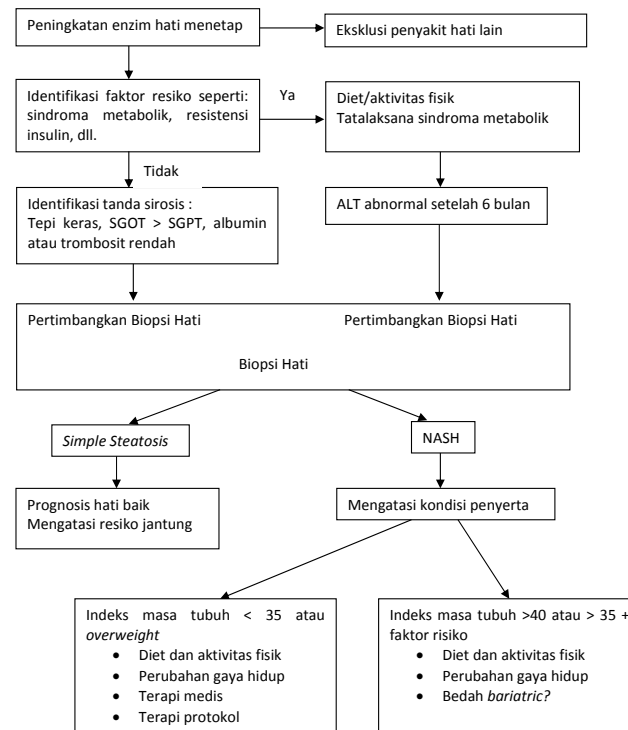 Peningkatan enzim hati menetap
Eksklusi penyakit hati lain
Identifikasi faktor resiko seperti:
sindroma metabolik, resistensi
insulin, dll.
Ya
Diet/aktivitas fisik
Tatalaksana sindroma metabolik
Tidak
Identifikasi tanda sirosis :
Tepi keras, SGOT > SGPT, albumin
atau trombosit rendah
ALT abnormal setelah 6 bulan
Pertimbangkan Biopsi Hati
Pertimbangkan Biopsi Hati
Biopsi Hati
Simple Steatosis
NASH
Prognosis hati baik
Mengatasi resiko jantung
Mengatasi kondisi penyerta
Indeks masa tubuh < 35 atau
overweight
• Diet dan aktivitas fisik
• Perubahan gaya hidup
• Terapi medis
• Terapi protokol
Indeks masa tubuh >40 atau > 35 +
faktor risiko
• Diet dan aktivitas fisik
• Perubahan gaya hidup
• Bedah bariatric?